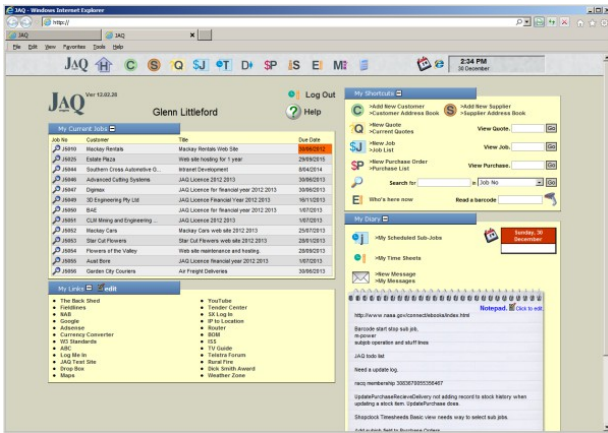 JAQ - Windows Internet Explorer
http://
JAQ
JAQ
File Edit View Favorites Tools Help
JAQ H C S Q SJ T D P S E M
2:34 PM
30 December
JAQ Ver 12.02.20
Log Out
Glenn Littleford
Help
My Current Jobs
Job No Customer Title Due Date
Mackay Rentals Mackay Rentals Web Site 30/06/2012
Estate Plaza Web site hosting for 1 year 29/09/2015
Southern Cross Automotive O... Intranet Development 8/04/2014
Advanced Cutting Systems JAQ Licence 2012 2013 30/06/2013
Digimax JAQ Licence for financial year 2012 2013 30/06/2013
3D Engineering Pty Ltd JAQ Licence Financial Year 2012 2013 16/11/2013
BAE JAQ Licence for financial year 2012 2013 1/07/2013
CLM Mining and Engineering ... JAQ Licence 2012 2013 1/07/2013
Mackay Cars Mackay Cars web site 2012 2013 25/07/2013
Star Cut Flowers Star Cut Flowers web site 2012 2013 28/01/2013
Flowers of the Valley Web site maintenance and hosting. 28/09/2013
Aust Bore JAQ Licence financial year 2012 2013 1/07/2013
Garden City Couriers Air Freight Deliveries 30/08/2013
My Links edit
The Back Shed
Fieldlines
NAB
Google
Adsense
Currency Converter
W3 Standards
ABC
Log Me In
JAQ Test Site
Drop Box
Maps
YouTube
Tender Center
SX Log In
IP to Location
Router
BOM
ISS
TV Guide
Telstra Forum
Rural Fire
Dick Smith Award
Weather Zone
My Shortcuts
>Add New Customer
>Customer Address Book
>Add New Supplier
>Supplier Address Book
>New Quote
>Current Quotes
View Quote. Go
>New Job
>Job List
View Job. Go
>New Purchase Order
>Purchase List
View Purchase. Go
Search for in Job No Go
Who's here now
Read a barcode
My Diary
>My Scheduled Sub-Jobs
Sunday, 30
December
>My Time Sheets
>New Message
>My Messages
Notepad. Click to edit.
http://www.nasa.gov/connect/ebooks/index.html
Barcode start stop sub job.
m-power
subjob operation and stuff lines
JAQ todo list
Need a update log.
racq membership 3083670055356467
UpdatePurchaseRecieveDelivery not adding record to stock history when
updating a stock item. UpdatePurchase does.
Shopclock Timesheets Basic view needs way to select sub jobs.